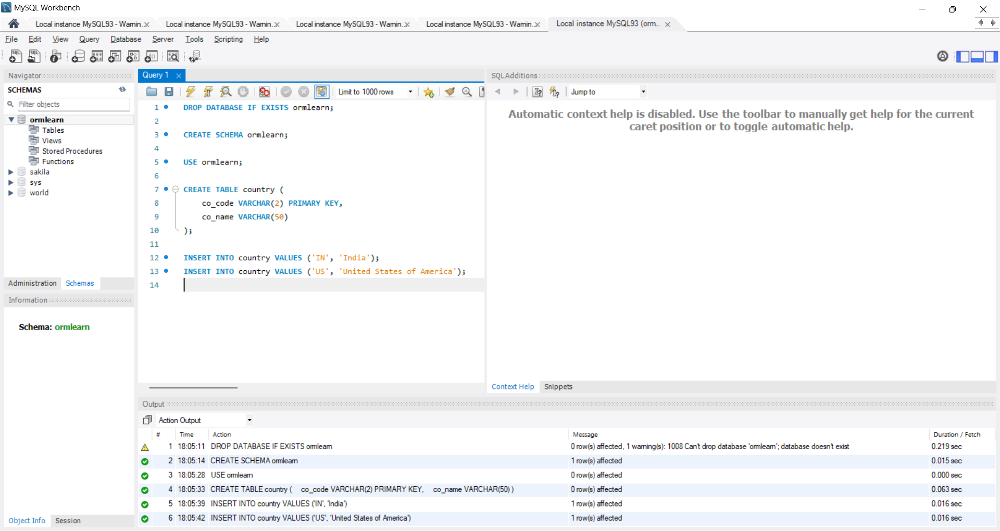 MySQL Workbench
Local instance MySQL93 - Warnin...
Local instance MySQL93 - Warnin...
Local instance MySQL93 - Warnin...
Local instance MySQL93 - Warnin...
Local instance MySQL93 (orm...
File Edit View Query Database Server Tools Scripting Help
Navigator
SCHEMAS
Filter objects
ormlearn
Tables
Views
Stored Procedures
Functions
sakila
sys
world
Administration Schemas
Information
Schema: ormlearn
Object Info Session
Query 1
Limit to 1000 rows
1 DROP DATABASE IF EXISTS ormlearn;
2
3 CREATE SCHEMA ormlearn;
4
5 USE ormlearn;
6
7 CREATE TABLE country (
8 co_code VARCHAR(2) PRIMARY KEY,
9 co_name VARCHAR(50)
10 );
11
12 INSERT INTO country VALUES ('IN', 'India');
13 INSERT INTO country VALUES ('US', 'United States of America');
14
SQLAdditions
Jump to
Automatic context help is disabled. Use the toolbar to manually get help for the current
caret position or to toggle automatic help.
Context Help Snippets
Output
Action Output
# Time Action Message Duration / Fetch
1 18:05:11 DROP DATABASE IF EXISTS ormlearn 0 row(s) affected, 1 warning(s): 1008 Can't drop database 'ormlearn'; database doesn't exist 0.219 sec
2 18:05:14 CREATE SCHEMA ormlearn 1 row(s) affected 0.015 sec
3 18:05:28 USE ormlearn 0 row(s) affected 0.000 sec
4 18:05:33 CREATE TABLE country ( co_code VARCHAR(2) PRIMARY KEY, co_name VARCHAR(50) ) 0 row(s) affected 0.063 sec
5 18:05:39 INSERT INTO country VALUES ('IN', 'India') 1 row(s) affected 0.016 sec
6 18:05:42 INSERT INTO country VALUES ('US', 'United States of America') 1 row(s) affected 0.016 sec